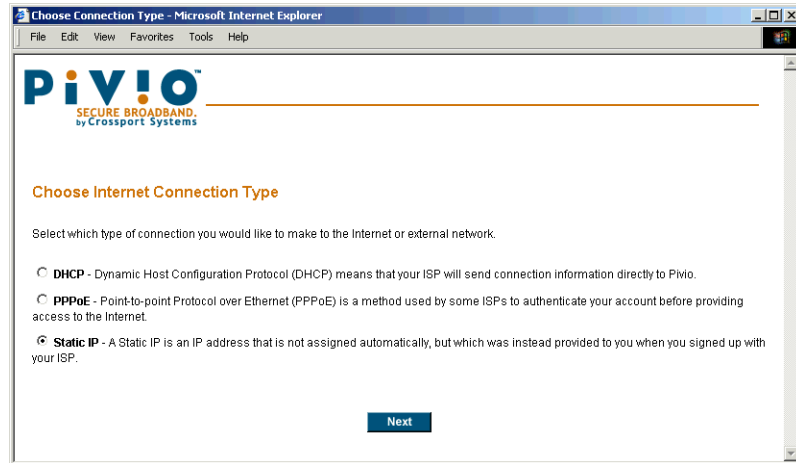 Choose Connection Type - Microsoft Internet Explorer
File Edit View Favorites Tools Help
PiViO™
SECURE BROADBAND.
by Crossport Systems
Choose Internet Connection Type
Select which type of connection you would like to make to the Internet or external network.
DHCP - Dynamic Host Configuration Protocol (DHCP) means that your ISP will send connection information directly to Pivio.
PPPoE - Point-to-point Protocol over Ethernet (PPPoE) is a method used by some ISPs to authenticate your account before providing
access to the Internet.
Static IP - A Static IP is an IP address that is not assigned automatically, but which was instead provided to you when you signed up with
your ISP.
Next